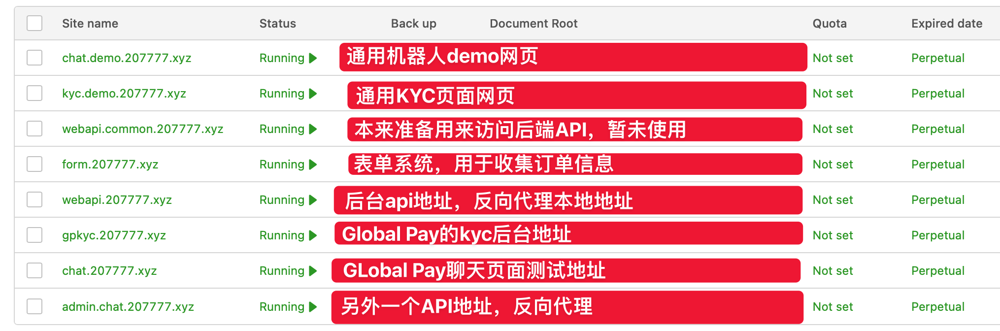 Site name Status Back up Document Root Quota Expired date
chat.demo.207777.xyz Running 通用机器人demo网页 Not set Perpetual
kyc.demo.207777.xyz Running 通用KYC页面网页 Not set Perpetual
webapi.common.207777.xyz Running 本来准备用来访问后端API，暂未使用 Not set Perpetual
form.207777.xyz Running 表单系统，用于收集订单信息 Not set Perpetual
webapi.207777.xyz Running 后台api地址，反向代理本地地址 Not set Perpetual
gpkyc.207777.xyz Running Global Pay的kyc后台地址 Not set Perpetual
chat.207777.xyz Running GLobal Pay聊天页面测试地址 Not set Perpetual
admin.chat.207777.xyz Running 另外一个API地址，反向代理 Not set Perpetual